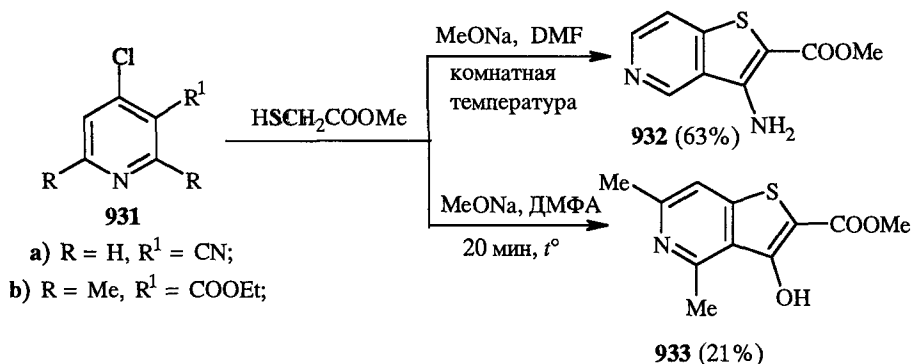 Cl
R¹
R
N
R
931
a) R = H, R¹ = CN;
b) R = Me, R¹ = COOEt;
HSCH₂COOMe
MeONa, DMF
комнатная
температура
S
COOMe
N
NH₂
932 (63%)
MeONa, ДМФА
20 мин, t°
Me
S
COOMe
N
Me
OH
933 (21%)